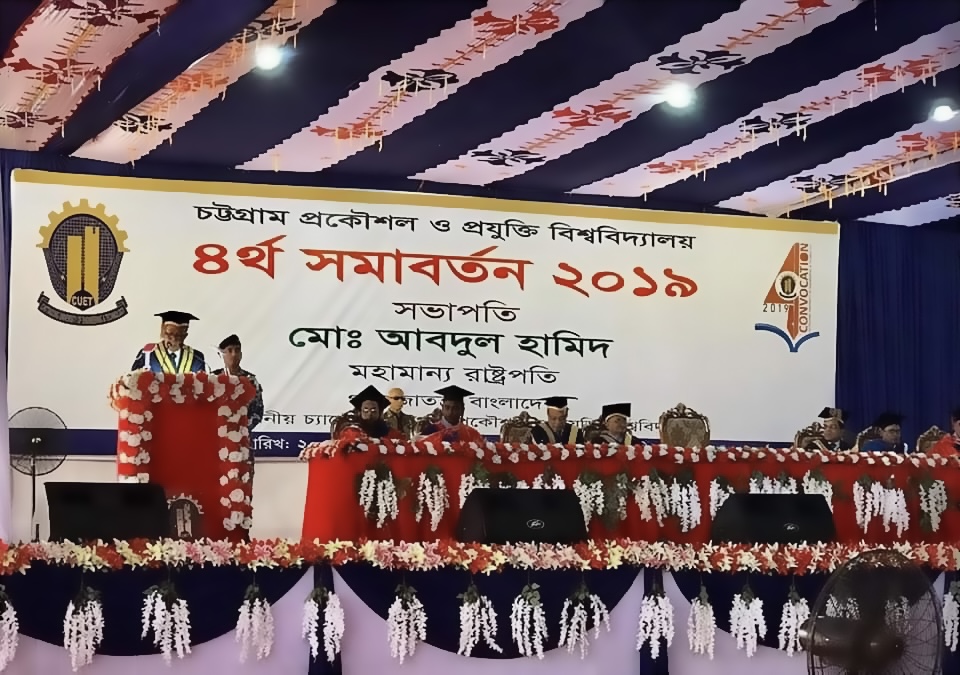 চট্টগ্রাম প্রকৌশল ও প্রযুক্তি বিশ্ববিদ্যালয়
৪র্থ সমাবর্তন ২০১৯
সভাপতি
মোঃ আবদুল হামিদ
মহামান্য রাষ্ট্রপতি
বাংলাদেশ
CUET
CONVOCATION
2019